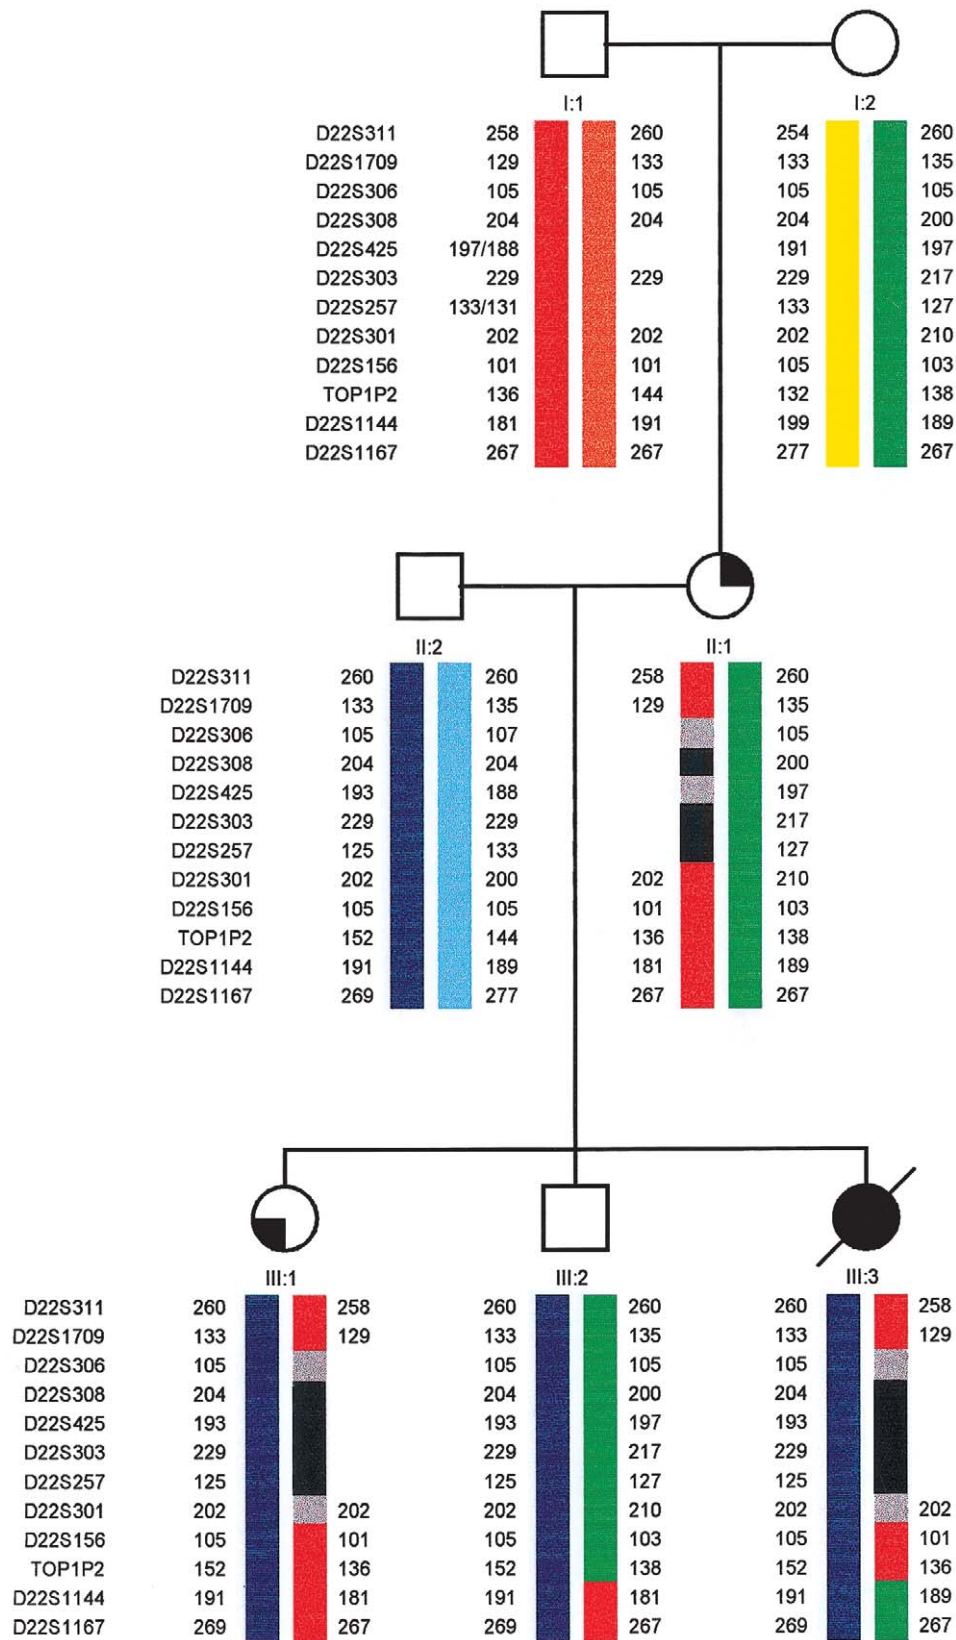 I:1 I:2
D22S311 258 260 254 260
D22S1709 129 133 133 135
D22S306 105 105 105 105
D22S308 204 204 204 200
D22S425 197/188 191 197
D22S303 229 229 229 217
D22S257 133/131 133 127
D22S301 202 202 202 210
D22S156 101 101 105 103
TOP1P2 136 144 132 138
D22S1144 181 191 199 189
D22S1167 267 267 277 267
II:2 II:1
D22S311 260 260 258 260
D22S1709 133 135 129 135
D22S306 105 107 105
D22S308 204 204 200
D22S425 193 188 197
D22S303 229 229 217
D22S257 125 133 127
D22S301 202 200 202 210
D22S156 105 105 101 103
TOP1P2 152 144 136 138
D22S1144 191 189 181 189
D22S1167 269 277 267 267
III:1 III:2 III:3
D22S311 260 258 260 260 260 258
D22S1709 133 129 133 135 133 129
D22S306 105 105 105 105
D22S308 204 204 200 204
D22S425 193 193 197 193
D22S303 229 229 217 229
D22S257 125 125 127 125
D22S301 202 202 202 210 202 202
D22S156 105 101 105 103 105 101
TOP1P2 152 136 152 138 152 136
D22S1144 191 181 191 181 191 189
D22S1167 269 267 269 267 269 267